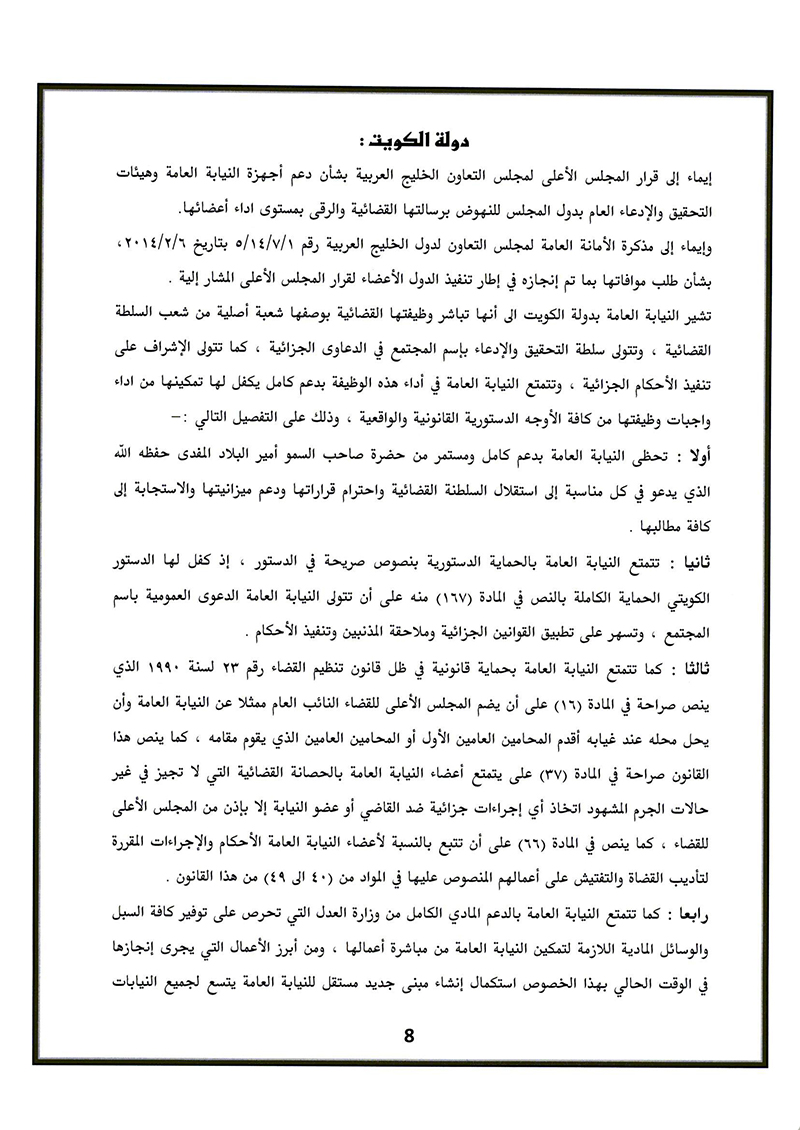 دولة الكويت :
إيماء إلى قرار المجلس الأعلى لمجلس التعاون الخليج العربية بشأن دعم أجهزة النيابة العامة وهيئات
التحقيق والإدعاء العام بدول المجلس للنهوض برسالتها القضائية والرقى بمستوى اداء أعضائها.
وإيماء إلى مذكرة الأمانة العامة لمجلس التعاون لدول الخليج العربية رقم ٥/١٤/٧/١ بتاريخ ٢٠١٤/٢/٦،
بشأن طلب موافاتها بما تم إنجازه في إطار تنفيذ الدول الأعضاء لقرار المجلس الأعلى المشار إلية .
تشير النيابة العامة بدولة الكويت الى أنها تباشر وظيفتها القضائية بوصفها شعبة أصلية من شعب السلطة
القضائية ، وتتولى سلطة التحقيق والإدعاء بإسم المجتمع في الدعاوى الجزائية ، كما تتولى الإشراف على
تنفيذ الأحكام الجزائية ، وتتمتع النيابة العامة في أداء هذه الوظيفة بدعم كامل يكفل لها تمكينها من اداء
واجبات وظيفتها من كافة الأوجه الدستورية القانونية والواقعية ، وذلك على التفصيل التالي :–
أولا : تحظى النيابة العامة بدعم كامل ومستمر من حضرة صاحب السمو أمير البلاد المفدى حفظه الله
الذي يدعو في كل مناسبة إلى استقلال السلطنة القضائية واحترام قراراتها ودعم ميزانيتها والاستجابة إلى
كافة مطالبها .
ثانيا : تتمتع النيابة العامة بالحماية الدستورية بنصوص صريحة في الدستور ، إذ كفل لها الدستور
الكويتي الحماية الكاملة بالنص في المادة (١٦٧) منه على أن تتولى النيابة العامة الدعوى العمومية باسم
المجتمع ، وتسهر على تطبيق القوانين الجزائية وملاحقة المذنبين وتنفيذ الأحكام .
ثالثا : كما تتمتع النيابة العامة بحماية قانونية في ظل قانون تنظيم القضاء رقم ٢٣ لسنة ١٩٩٠ الذي
ينص صراحة في المادة (١٦) على أن يضم المجلس الأعلى للقضاء النائب العام ممثلا عن النيابة العامة وأن
يحل محله عند غيابه أقدم المحامين العامين الأول أو المحامين العامين الذي يقوم مقامه ، كما ينص هذا
القانون صراحة في المادة (٣٧) على يتمتع أعضاء النيابة العامة بالحصانة القضائية التي لا تجيز في غير
حالات الجرم المشهود اتخاذ أي إجراءات جزائية ضد القاضي أو عضو النيابة إلا بإذن من المجلس الأعلى
للقضاء ، كما ينص في المادة (٦٦) على أن تتبع بالنسبة لأعضاء النيابة العامة الأحكام والإجراءات المقررة
لتأديب القضاة والتفتيش على أعمالهم المنصوص عليها في المواد من (٤٠ الى ٤٩) من هذا القانون .
رابعا : كما تتمتع النيابة العامة بالدعم المادي الكامل من وزارة العدل التي تحرص على توفير كافة السبل
والوسائل المادية اللازمة لتمكين النيابة العامة من مباشرة أعمالها ، ومن أبرز الأعمال التي يجرى إنجازها
في الوقت الحالي بهذا الخصوص استكمال إنشاء مبنى جديد مستقل للنيابة العامة يتسع لجميع النيابات
8